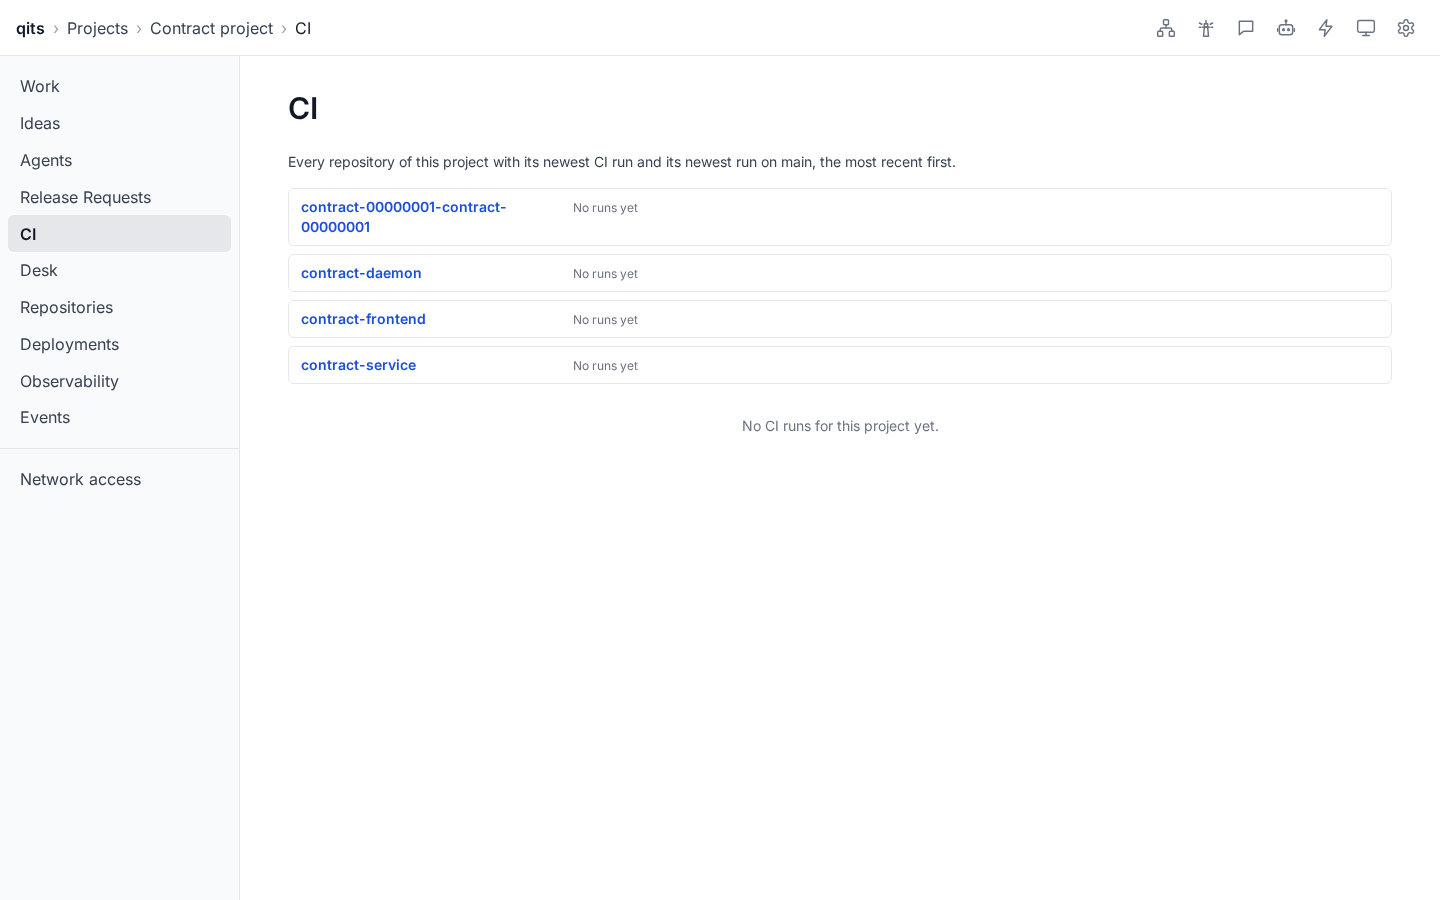 qits › Projects › Contract project › CI
Work
Ideas
Agents
Release Requests
CI
Desk
Repositories
Deployments
Observability
Events
Network access
CI
Every repository of this project with its newest CI run and its newest run on main, the most recent first.
contract-00000001-contract-
00000001
No runs yet
contract-daemon
No runs yet
contract-frontend
No runs yet
contract-service
No runs yet
No CI runs for this project yet.